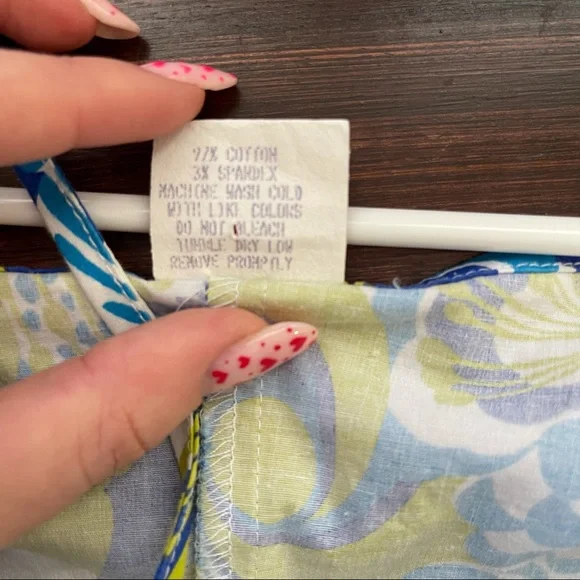 97% COTTON
3% SPANDEX
MACHINE WASH COLD
WITH LIKE COLORS
DO NOT BLEACH
TUMBLE DRY LOW
REMOVE PROMPTLY